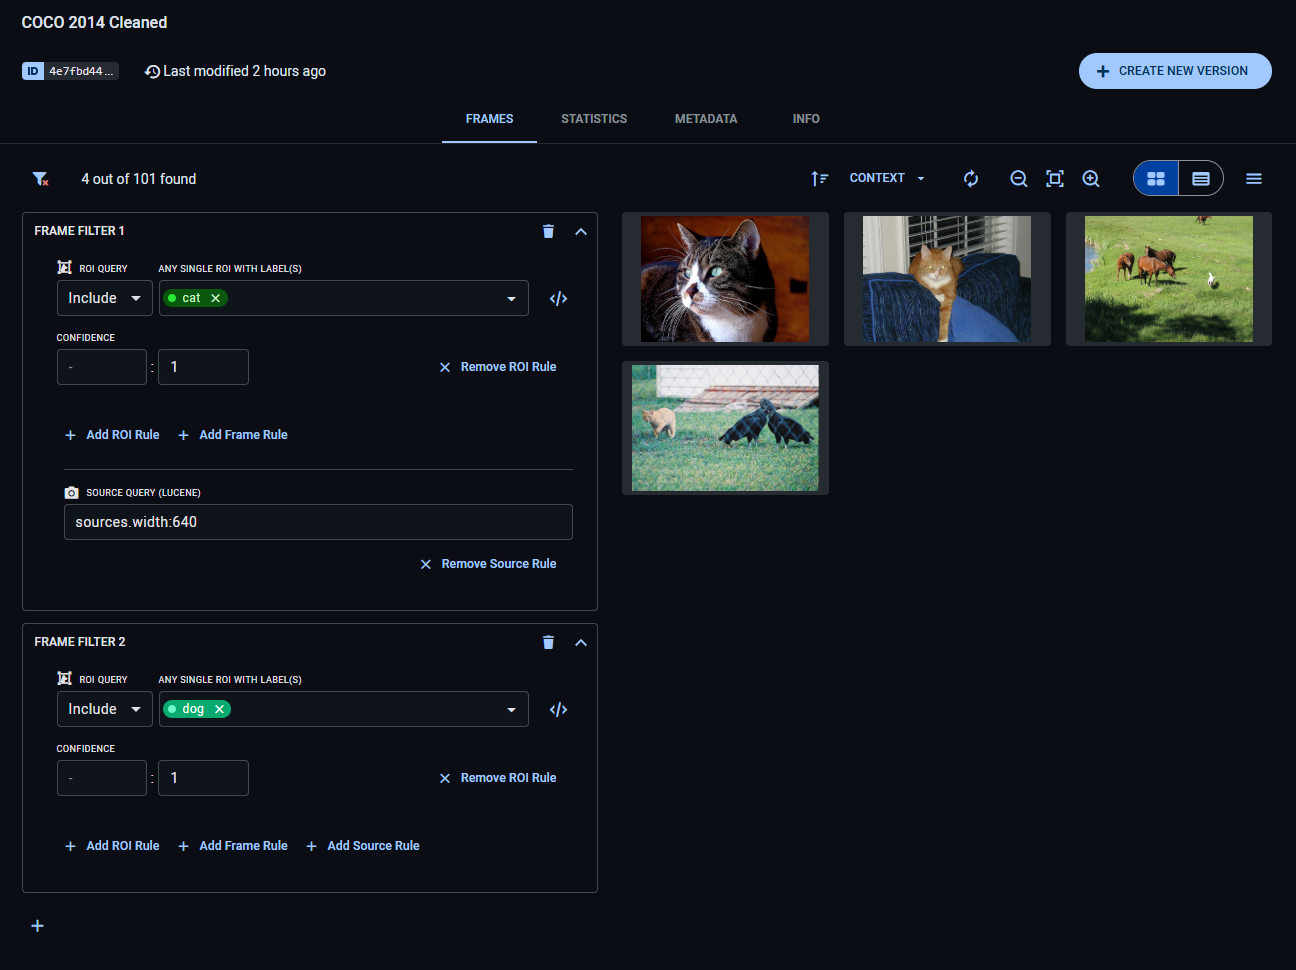 COCO 2014 Cleaned
ID 4e7fbd44...
Last modified 2 hours ago
CREATE NEW VERSION
FRAMES STATISTICS METADATA INFO
4 out of 101 found
CONTEXT
FRAME FILTER 1
ROI QUERY ANY SINGLE ROI WITH LABEL(S)
Include cat
CONFIDENCE
- : 1
Remove ROI Rule
Add ROI Rule Add Frame Rule
SOURCE QUERY (LUCENE)
sources.width:640
Remove Source Rule
FRAME FILTER 2
ROI QUERY ANY SINGLE ROI WITH LABEL(S)
Include dog
CONFIDENCE
- : 1
Remove ROI Rule
Add ROI Rule Add Frame Rule Add Source Rule